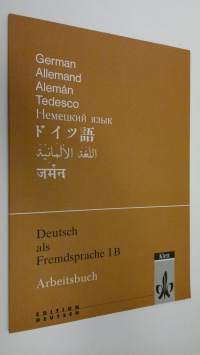 German
Allemand
Alemán
Tedesco
Немецкий язык
ドイツ語
اللغة الألمانية
जर्मन
Deutsch
als
Fremdsprache I B
Arbeitsbuch
Klett
EDITION
DEUTSCH